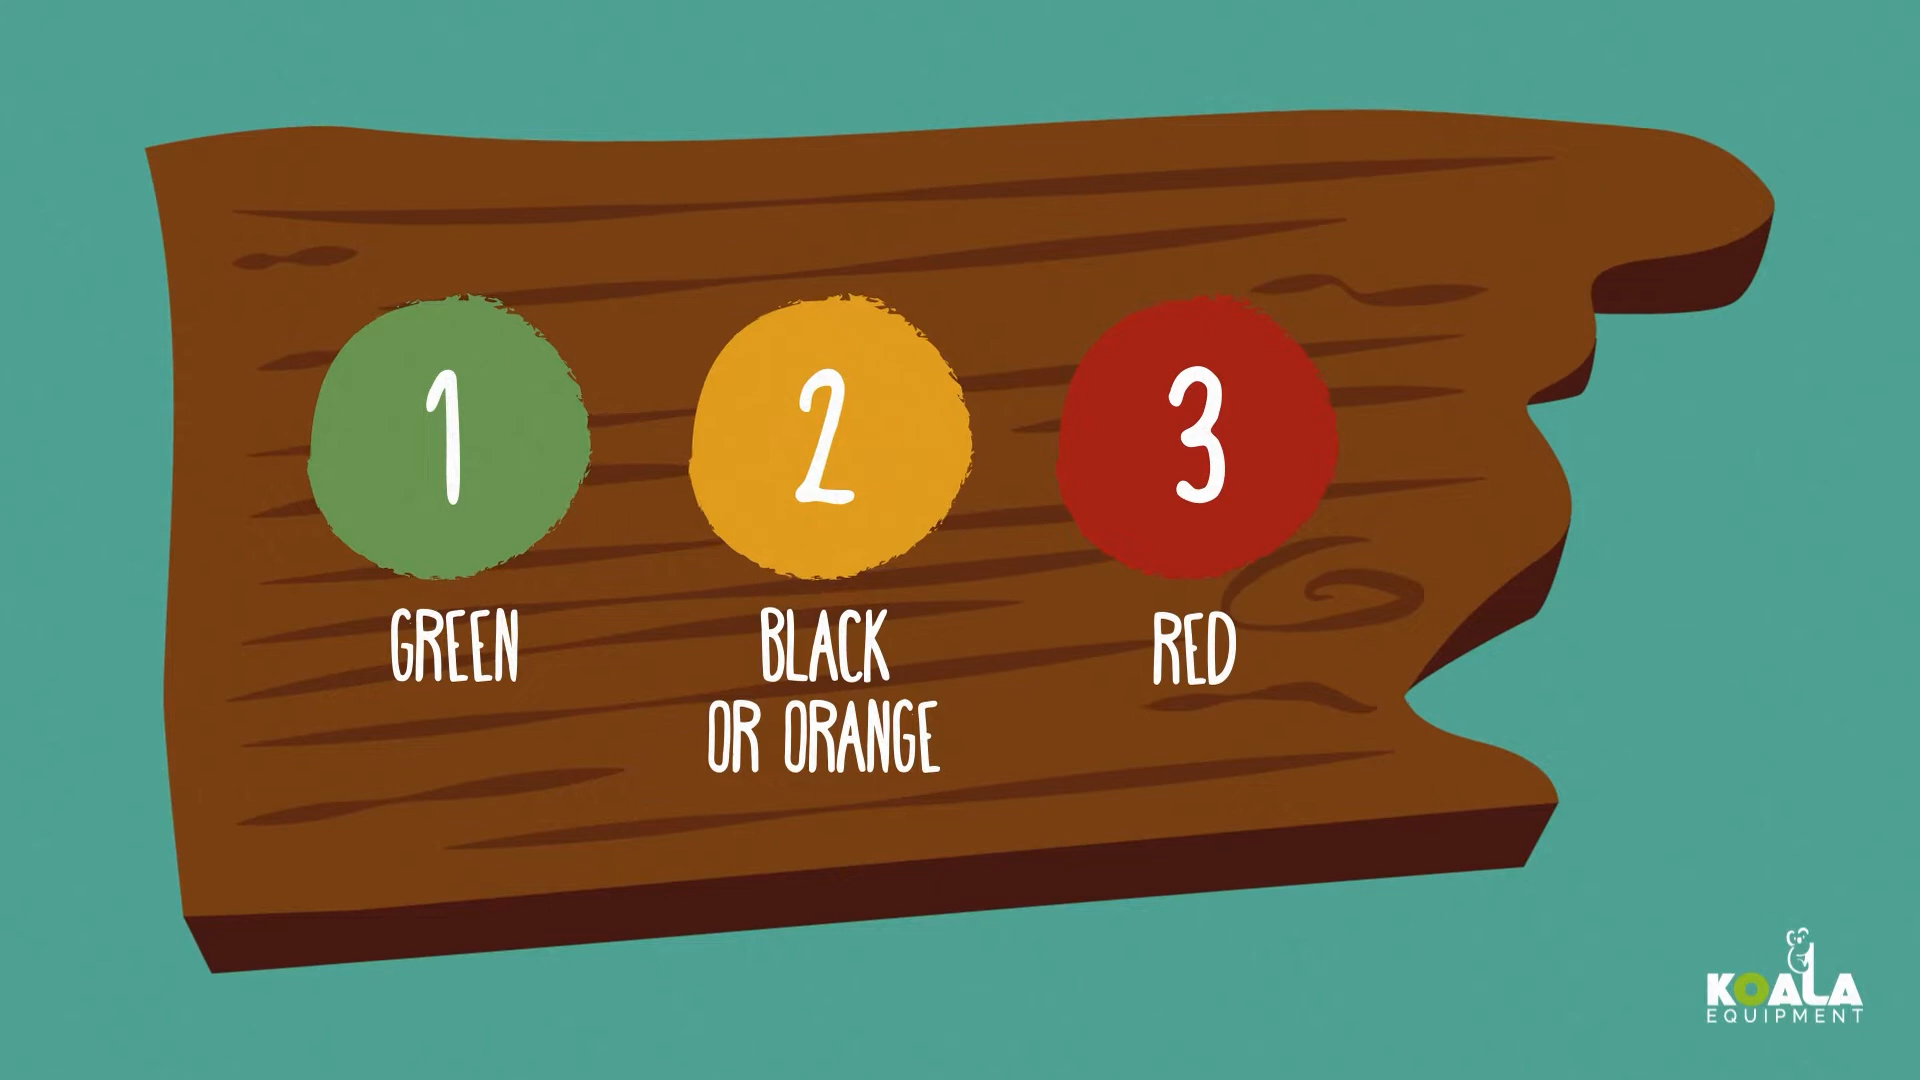 1
2
3
GREEN
BLACK
OR ORANGE
RED
KOALA
EQUIPMENT